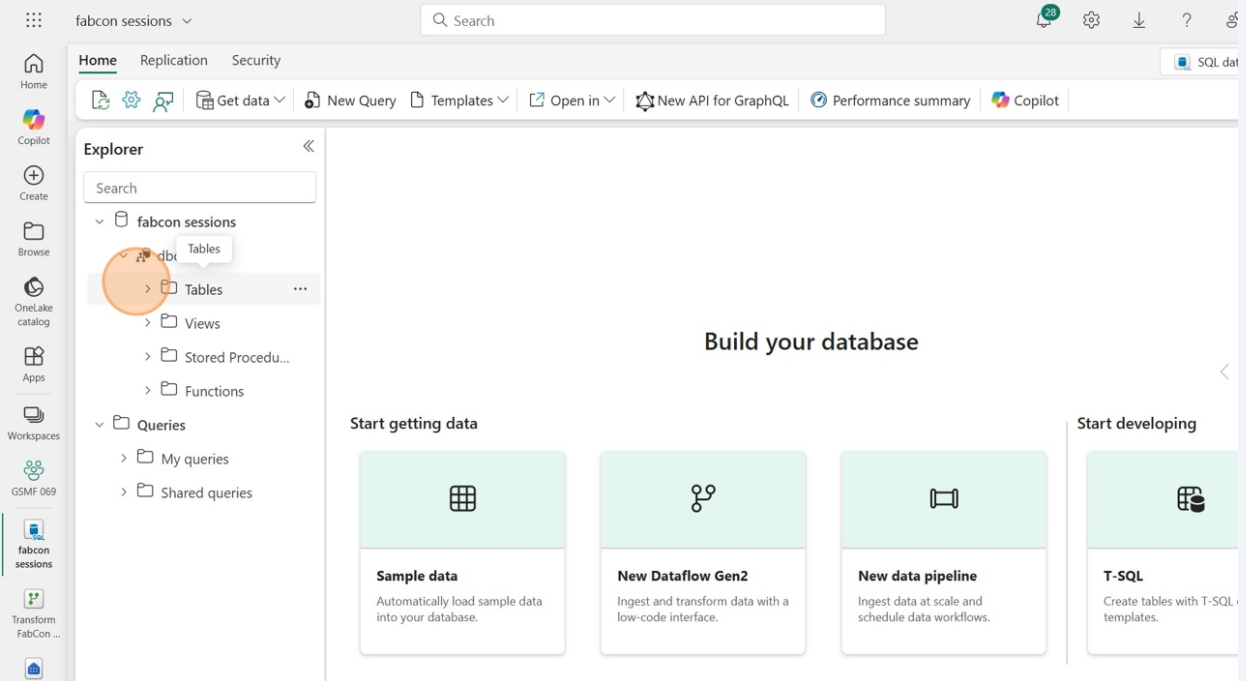 fabcon sessions
Search
28
Home
Replication
Security
SQL dat
Get data
New Query
Templates
Open in
New API for GraphQL
Performance summary
Copilot
Home
Copilot
Create
Browse
OneLake
catalog
Apps
Workspaces
GSMF 069
SQL
fabcon
sessions
Transform
FabCon ...
Explorer
Search
fabcon sessions
dbo
Tables
Tables
...
Views
Stored Procedu...
Functions
Queries
My queries
Shared queries
Build your database
Start getting data
Start developing
Sample data
Automatically load sample data
into your database.
New Dataflow Gen2
Ingest and transform data with a
low-code interface.
New data pipeline
Ingest data at scale and
schedule data workflows.
T-SQL
Create tables with T-SQL
templates.